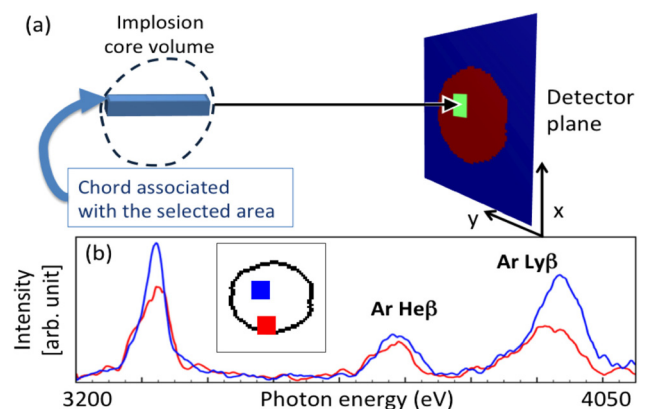 (a)
Implosion
core volume
Detector
plane
Chord associated
with the selected area
y
x
(b)
Intensity
[arb. unit]
Ar Heβ
Ar Lyβ
3200
Photon energy (eV)
4050